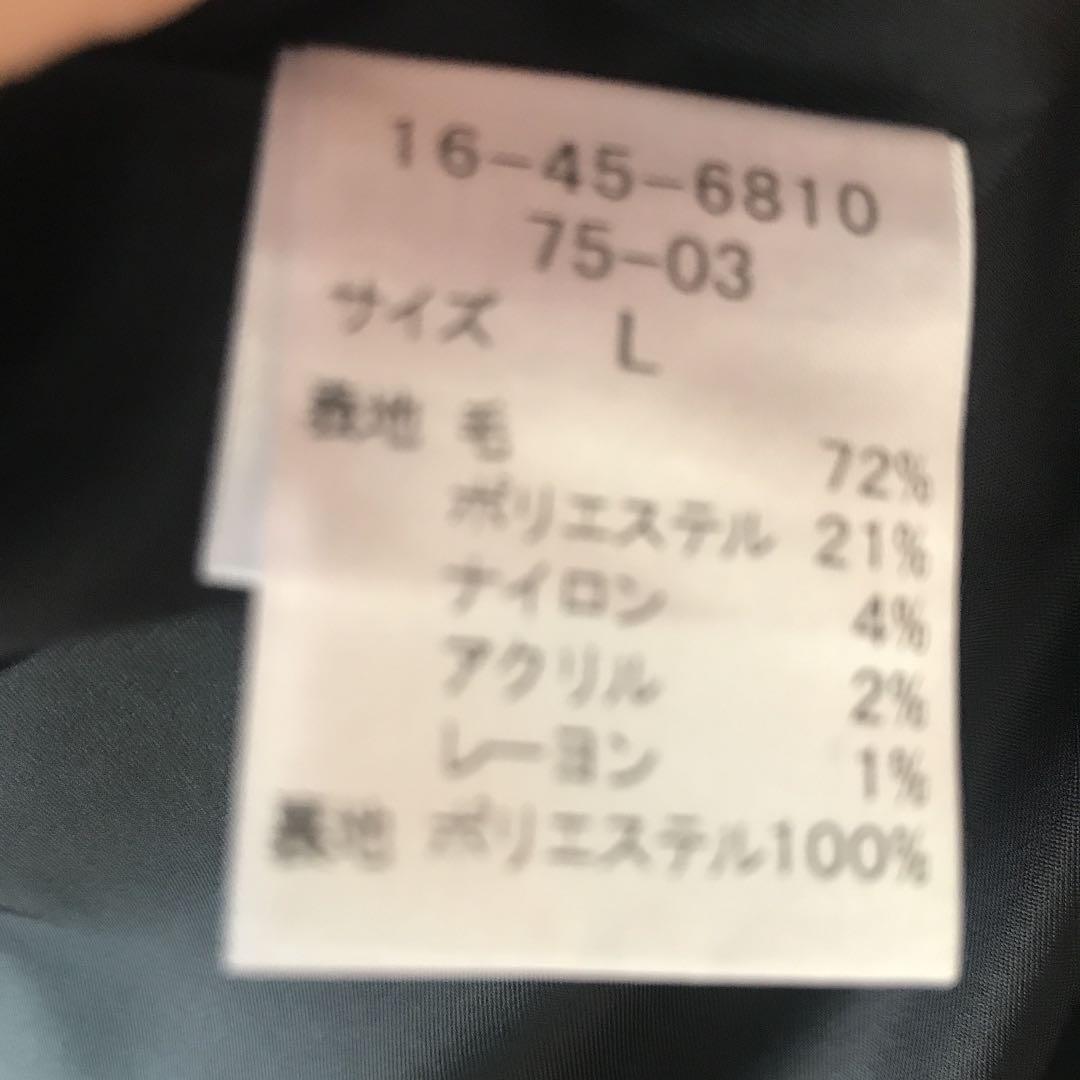 16-45-6810
75-03
サイズ L
表地 毛 72%
ポリエステル 21%
ナイロン 4%
アクリル 2%
レーヨン 1%
裏地 ポリエステル100%